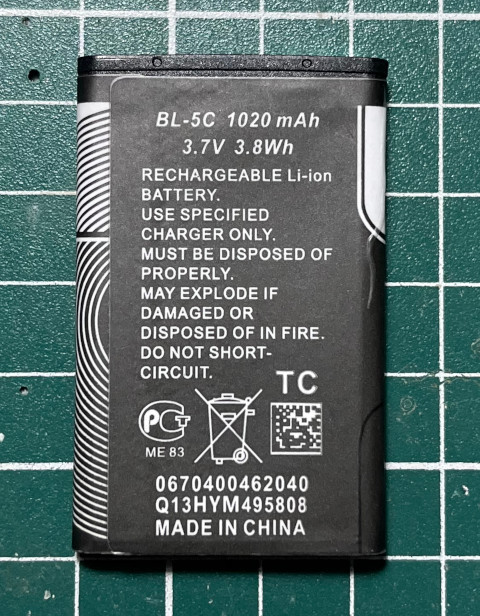 BL-5C 1020 mAh
3.7V 3.8Wh
RECHARGEABLE Li-ion
BATTERY.
USE SPECIFIED
CHARGER ONLY.
MUST BE DISPOSED OF
PROPERLY.
MAY EXPLODE IF
DAMAGED OR
DISPOSED OF IN FIRE.
DO NOT SHORT-
CIRCUIT.
TC
РСТ
ME 83
0670400462040
Q13HYM495808
MADE IN CHINA